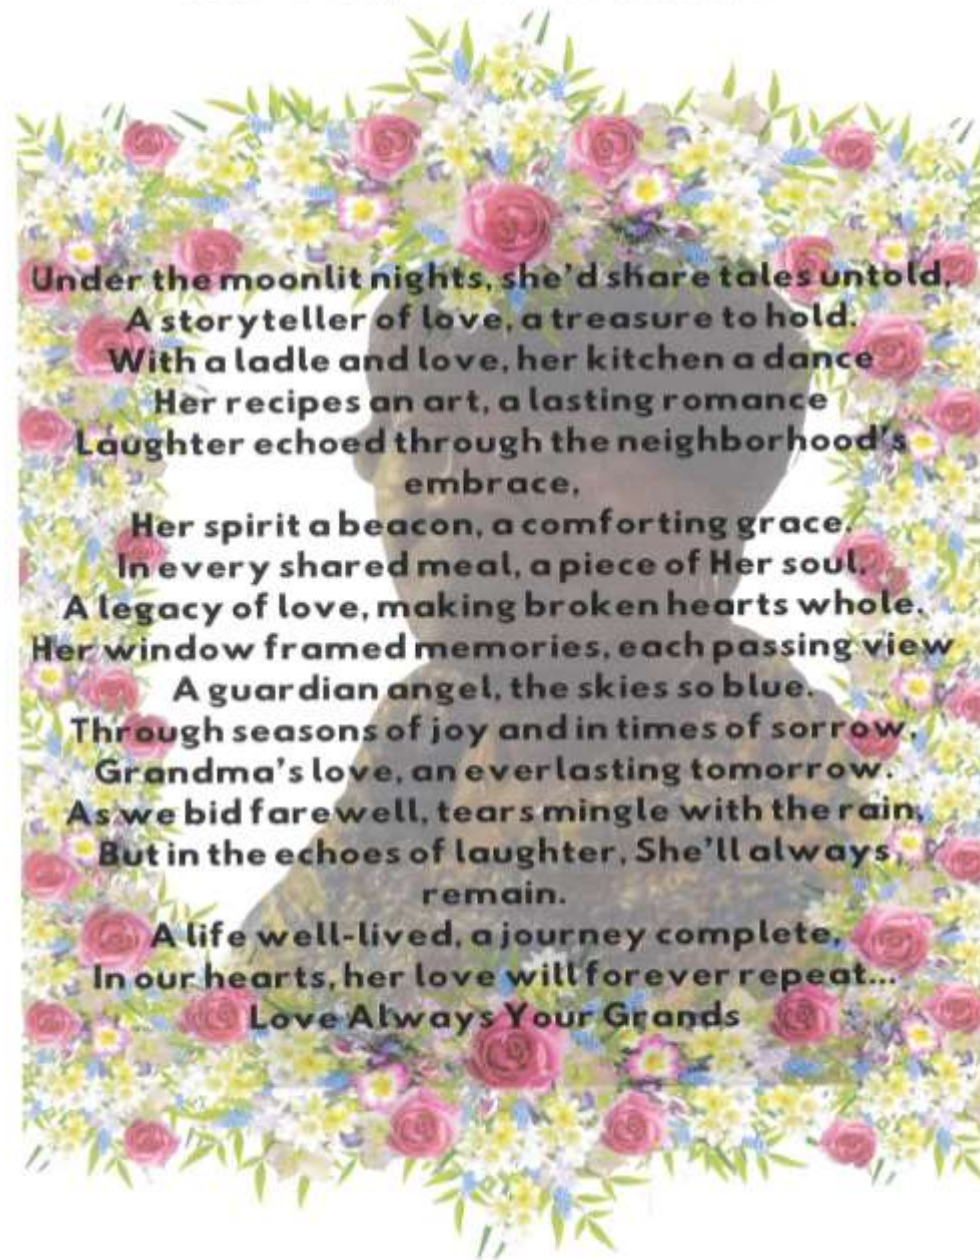 Under the moonlit nights, she'd share tales untold,
A storyteller of love, a treasure to hold.
With a ladle and love, her kitchen a dance
Her recipes an art, a lasting romance
Laughter echoed through the neighborhood's
embrace,
Her spirit a beacon, a comforting grace.
In every shared meal, a piece of Her soul,
A legacy of love, making broken hearts whole.
Her window framed memories, each passing view
A guardian angel, the skies so blue.
Through seasons of joy and in times of sorrow,
Grandma's love, an everlasting tomorrow.
As we bid farewell, tears mingle with the rain,
But in the echoes of laughter, She'll always
remain.
A life well-lived, a journey complete,
In our hearts, her love will forever repeat...
Love Always Your Grands